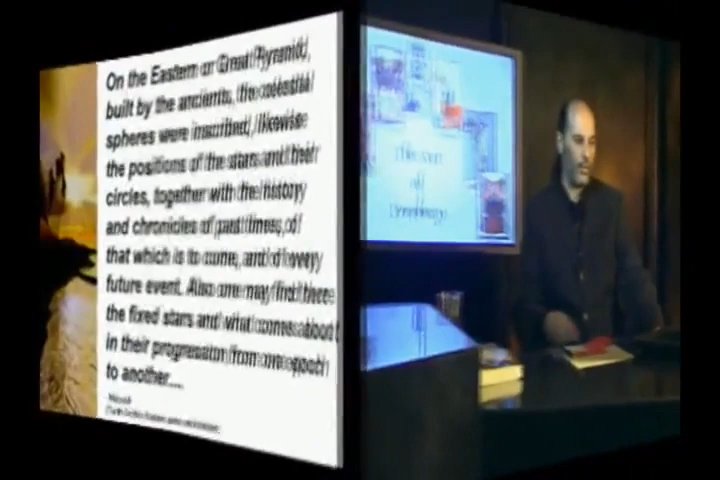 On the Eastern or Great Pyramid,
built by the ancients, the celestial
spheres were inscribed, likewise
the positions of the stars and their
circles, together with the history
and chronicles of past times, of
that which is to come, and of every
future event. Also one may find there
the fixed stars and what comes about
in their progression from one epoch
to another....